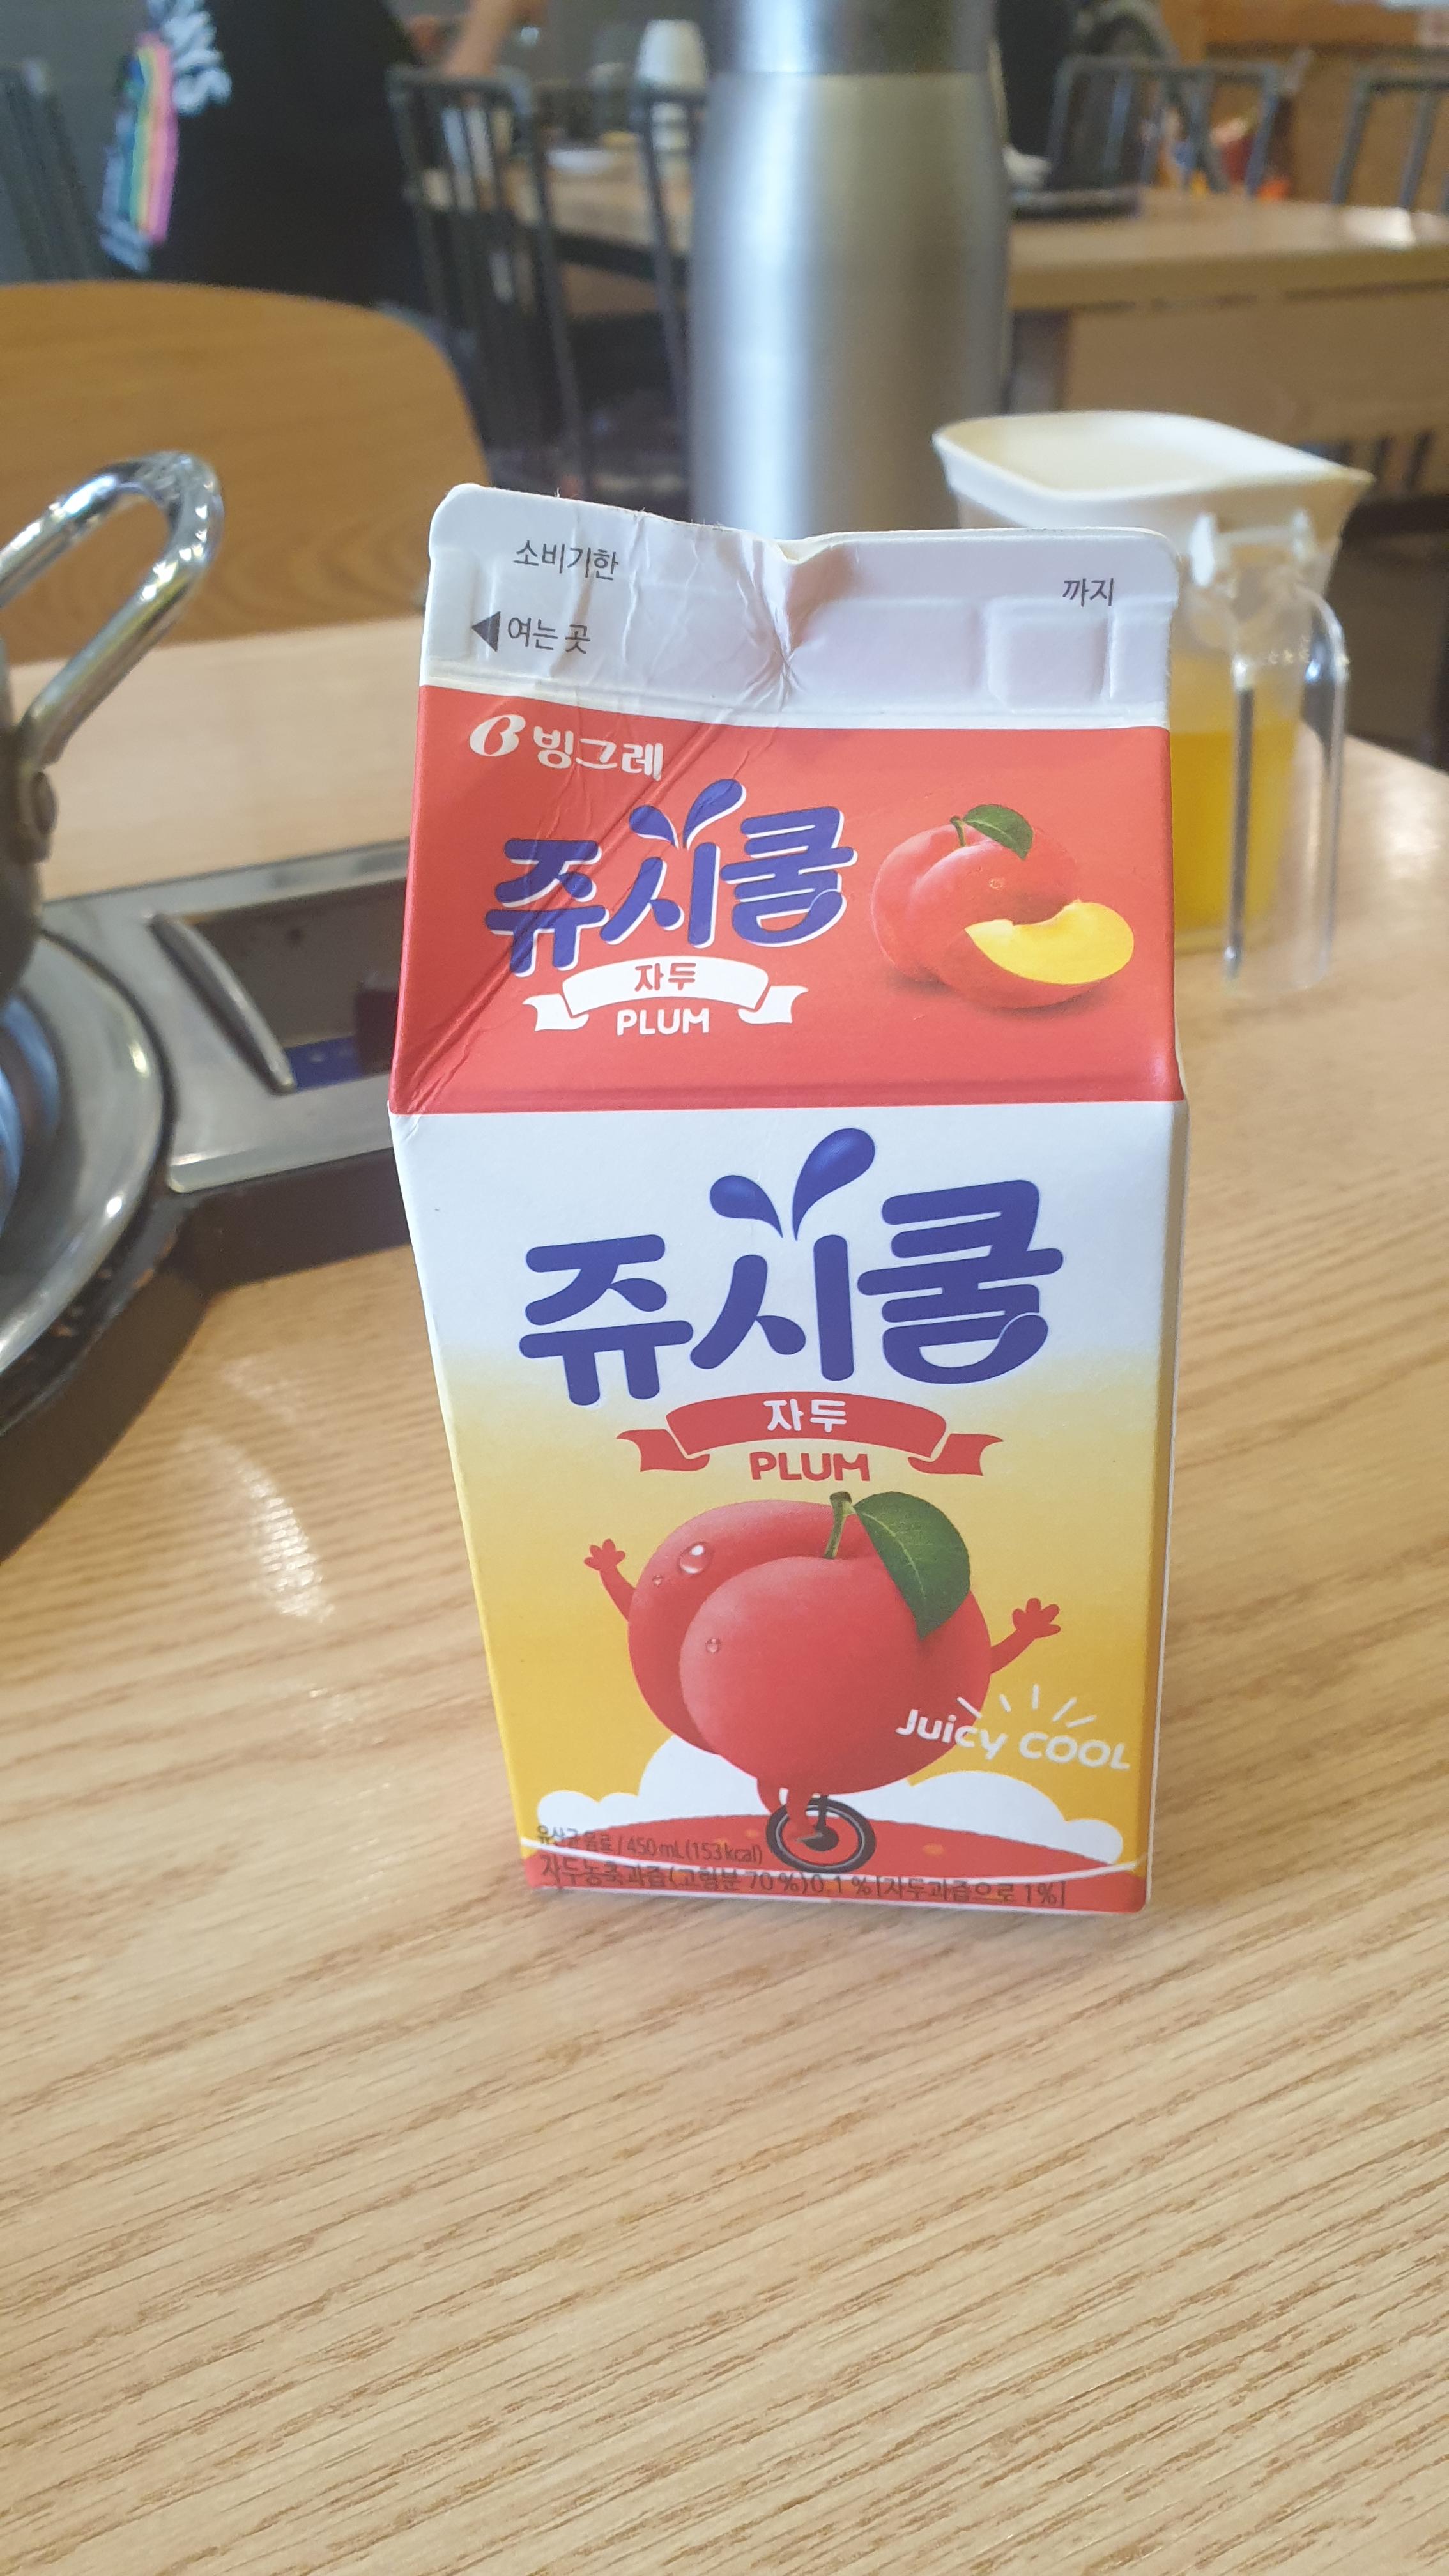 소비기한
까지
여는 곳
빙그레
쥬시쿨
자두
PLUM
쥬시쿨
자두
PLUM
Juicy COOL
유산균음료 / 450 mL (153 kcal)
자두농축과즙(고형분 70 %)0.1 % [자두과즙으로 1%]